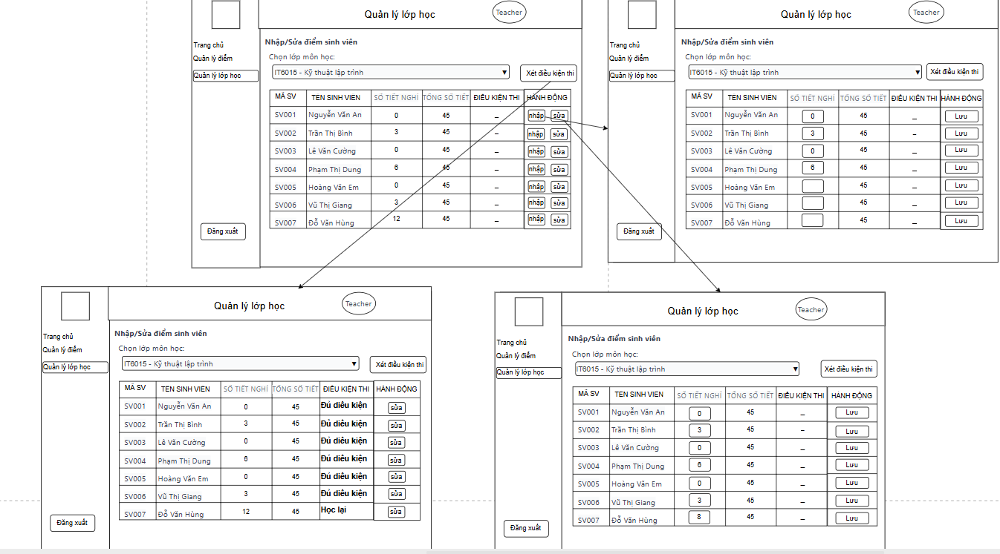 Quản lý lớp học
Teacher
Trang chủ
Quản lý điểm
Quản lý lớp học
Đăng xuất
Nhập/Sửa điểm sinh viên
Chọn lớp môn học:
IT6015 - Kỹ thuật lập trình ▼
Xét điều kiện thi
MÃ SV TEN SINH VIEN SỐ TIẾT NGHỈ TỔNG SỐ TIẾT ĐIỀU KIỆN THI HÀNH ĐỘNG
SV001 Nguyễn Văn An 0 45 _ nhập sửa
SV002 Trần Thị Bình 3 45 _ nhập sửa
SV003 Lê Văn Cường 0 45 _ nhập sửa
SV004 Phạm Thị Dung 6 45 _ nhập sửa
SV005 Hoàng Văn Em 0 45 _ nhập sửa
SV006 Vũ Thị Giang 3 45 _ nhập sửa
SV007 Đỗ Văn Hùng 12 45 _ nhập sửa
Quản lý lớp học
Teacher
Trang chủ
Quản lý điểm
Quản lý lớp học
Đăng xuất
Nhập/Sửa điểm sinh viên
Chọn lớp môn học:
IT6015 - Kỹ thuật lập trình ▼
Xét điều kiện thi
MÃ SV TEN SINH VIEN SỐ TIẾT NGHỈ TỔNG SỐ TIẾT ĐIỀU KIỆN THI HÀNH ĐỘNG
SV001 Nguyễn Văn An 0 45 _ Lưu
SV002 Trần Thị Bình 3 45 _ Lưu
SV003 Lê Văn Cường 0 45 _ Lưu
SV004 Phạm Thị Dung 6 45 _ Lưu
SV005 Hoàng Văn Em 45 _ Lưu
SV006 Vũ Thị Giang 45 _ Lưu
SV007 Đỗ Văn Hùng 45 _ Lưu
Quản lý lớp học
Teacher
Trang chủ
Quản lý điểm
Quản lý lớp học
Đăng xuất
Nhập/Sửa điểm sinh viên
Chọn lớp môn học:
IT6015 - Kỹ thuật lập trình ▼
Xét điều kiện thi
MÃ SV TEN SINH VIEN SỐ TIẾT NGHỈ TỔNG SỐ TIẾT ĐIỀU KIỆN THI HÀNH ĐỘNG
SV001 Nguyễn Văn An 0 45 Đủ điều kiện sửa
SV002 Trần Thị Bình 3 45 Đủ điều kiện sửa
SV003 Lê Văn Cường 0 45 Đủ điều kiện sửa
SV004 Phạm Thị Dung 6 45 Đủ điều kiện sửa
SV005 Hoàng Văn Em 0 45 Đủ điều kiện sửa
SV006 Vũ Thị Giang 3 45 Đủ điều kiện sửa
SV007 Đỗ Văn Hùng 12 45 Học lại sửa
Quản lý lớp học
Teacher
Trang chủ
Quản lý điểm
Quản lý lớp học
Đăng xuất
Nhập/Sửa điểm sinh viên
Chọn lớp môn học:
IT6015 - Kỹ thuật lập trình ▼
Xét điều kiện thi
MÃ SV TEN SINH VIEN SỐ TIẾT NGHỈ TỔNG SỐ TIẾT ĐIỀU KIỆN THI HÀNH ĐỘNG
SV001 Nguyễn Văn An 0 45 _ Lưu
SV002 Trần Thị Bình 3 45 _ Lưu
SV003 Lê Văn Cường 0 45 _ Lưu
SV004 Phạm Thị Dung 6 45 _ Lưu
SV005 Hoàng Văn Em 0 45 _ Lưu
SV006 Vũ Thị Giang 3 45 _ Lưu
SV007 Đỗ Văn Hùng 8 45 _ Lưu